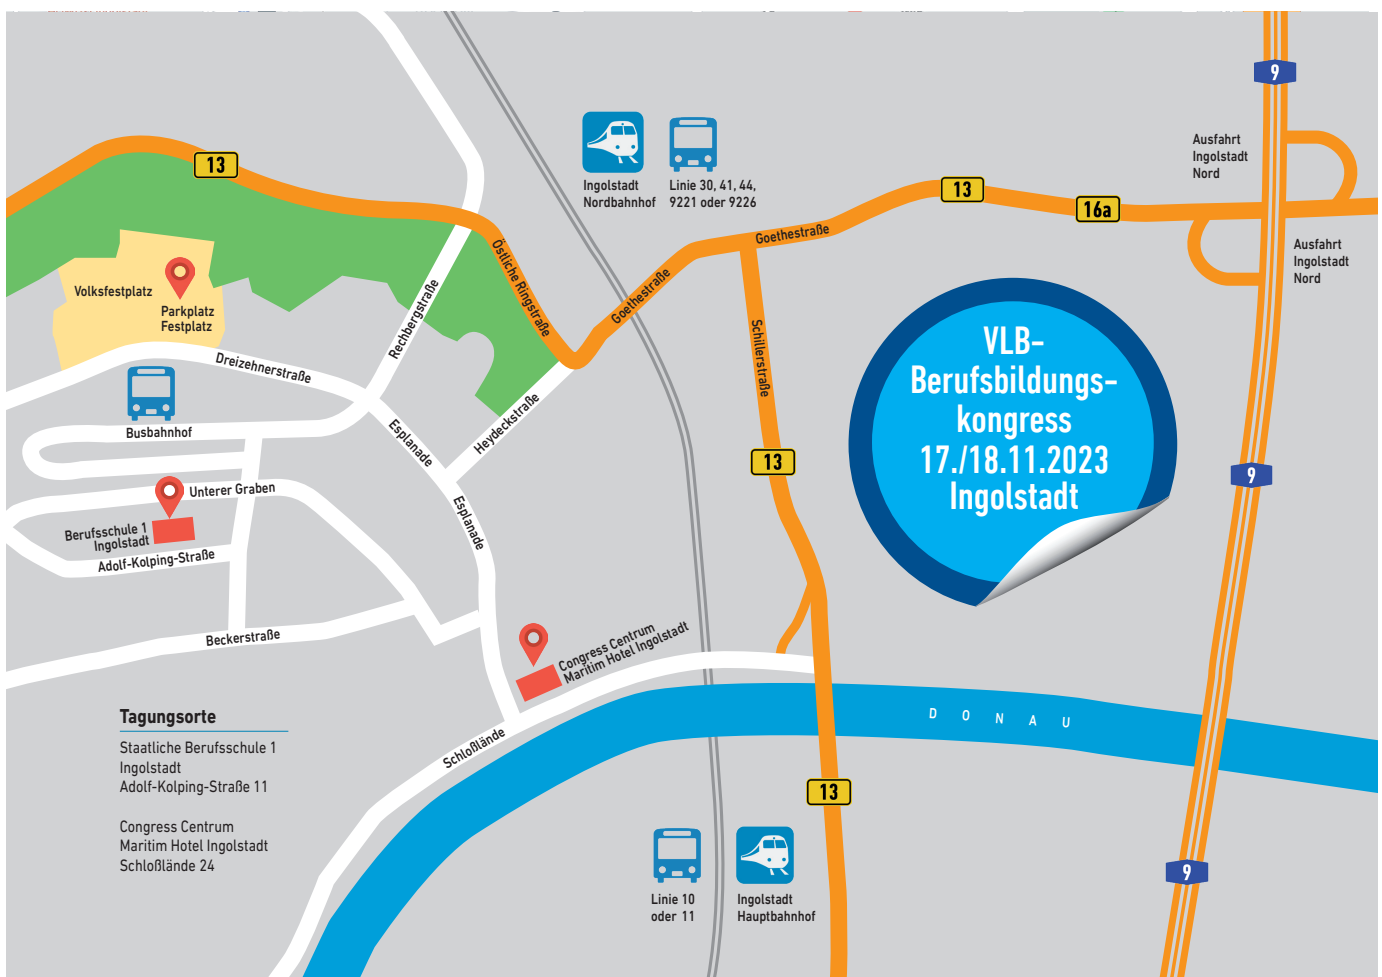 9
13
Ausfahrt
Ingolstadt
Nord
Ingolstadt
Nordbahnhof
Linie 30, 41, 44,
9221 oder 9226
13
16a
Goethestraße
Ausfahrt
Ingolstadt
Nord
Östliche Ringstraße
Goethestraße
Volksfestplatz
Parkplatz
Festplatz
Rechbergstraße
Schillerstraße
Dreizehnerstraße
VLB-
Berufsbildungs-
kongress
17./18.11.2023
Ingolstadt
Heydeckstraße
Esplanade
Busbahnhof
13
9
Unterer Graben
Esplanade
Berufsschule 1
Ingolstadt
Adolf-Kolping-Straße
Beckerstraße
Congress Centrum
Maritim Hotel Ingolstadt
DONAU
Schloßlände
Tagungsorte
Staatliche Berufsschule 1
Ingolstadt
Adolf-Kolping-Straße 11
Congress Centrum
Maritim Hotel Ingolstadt
Schloßlände 24
13
9
Linie 10
oder 11
Ingolstadt
Hauptbahnhof